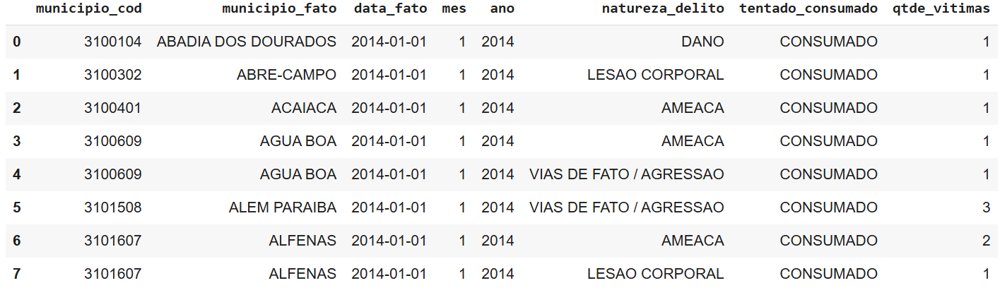 municipio_cod municipio_fato data_fato mes ano natureza_delito tentado_consumado qtde_vitimas
0 3100104 ABADIA DOS DOURADOS 2014-01-01 1 2014 DANO CONSUMADO 1
1 3100302 ABRE-CAMPO 2014-01-01 1 2014 LESAO CORPORAL CONSUMADO 1
2 3100401 ACAIACA 2014-01-01 1 2014 AMEACA CONSUMADO 1
3 3100609 AGUA BOA 2014-01-01 1 2014 AMEACA CONSUMADO 1
4 3100609 AGUA BOA 2014-01-01 1 2014 VIAS DE FATO / AGRESSAO CONSUMADO 1
5 3101508 ALEM PARAIBA 2014-01-01 1 2014 VIAS DE FATO / AGRESSAO CONSUMADO 3
6 3101607 ALFENAS 2014-01-01 1 2014 AMEACA CONSUMADO 2
7 3101607 ALFENAS 2014-01-01 1 2014 LESAO CORPORAL CONSUMADO 1